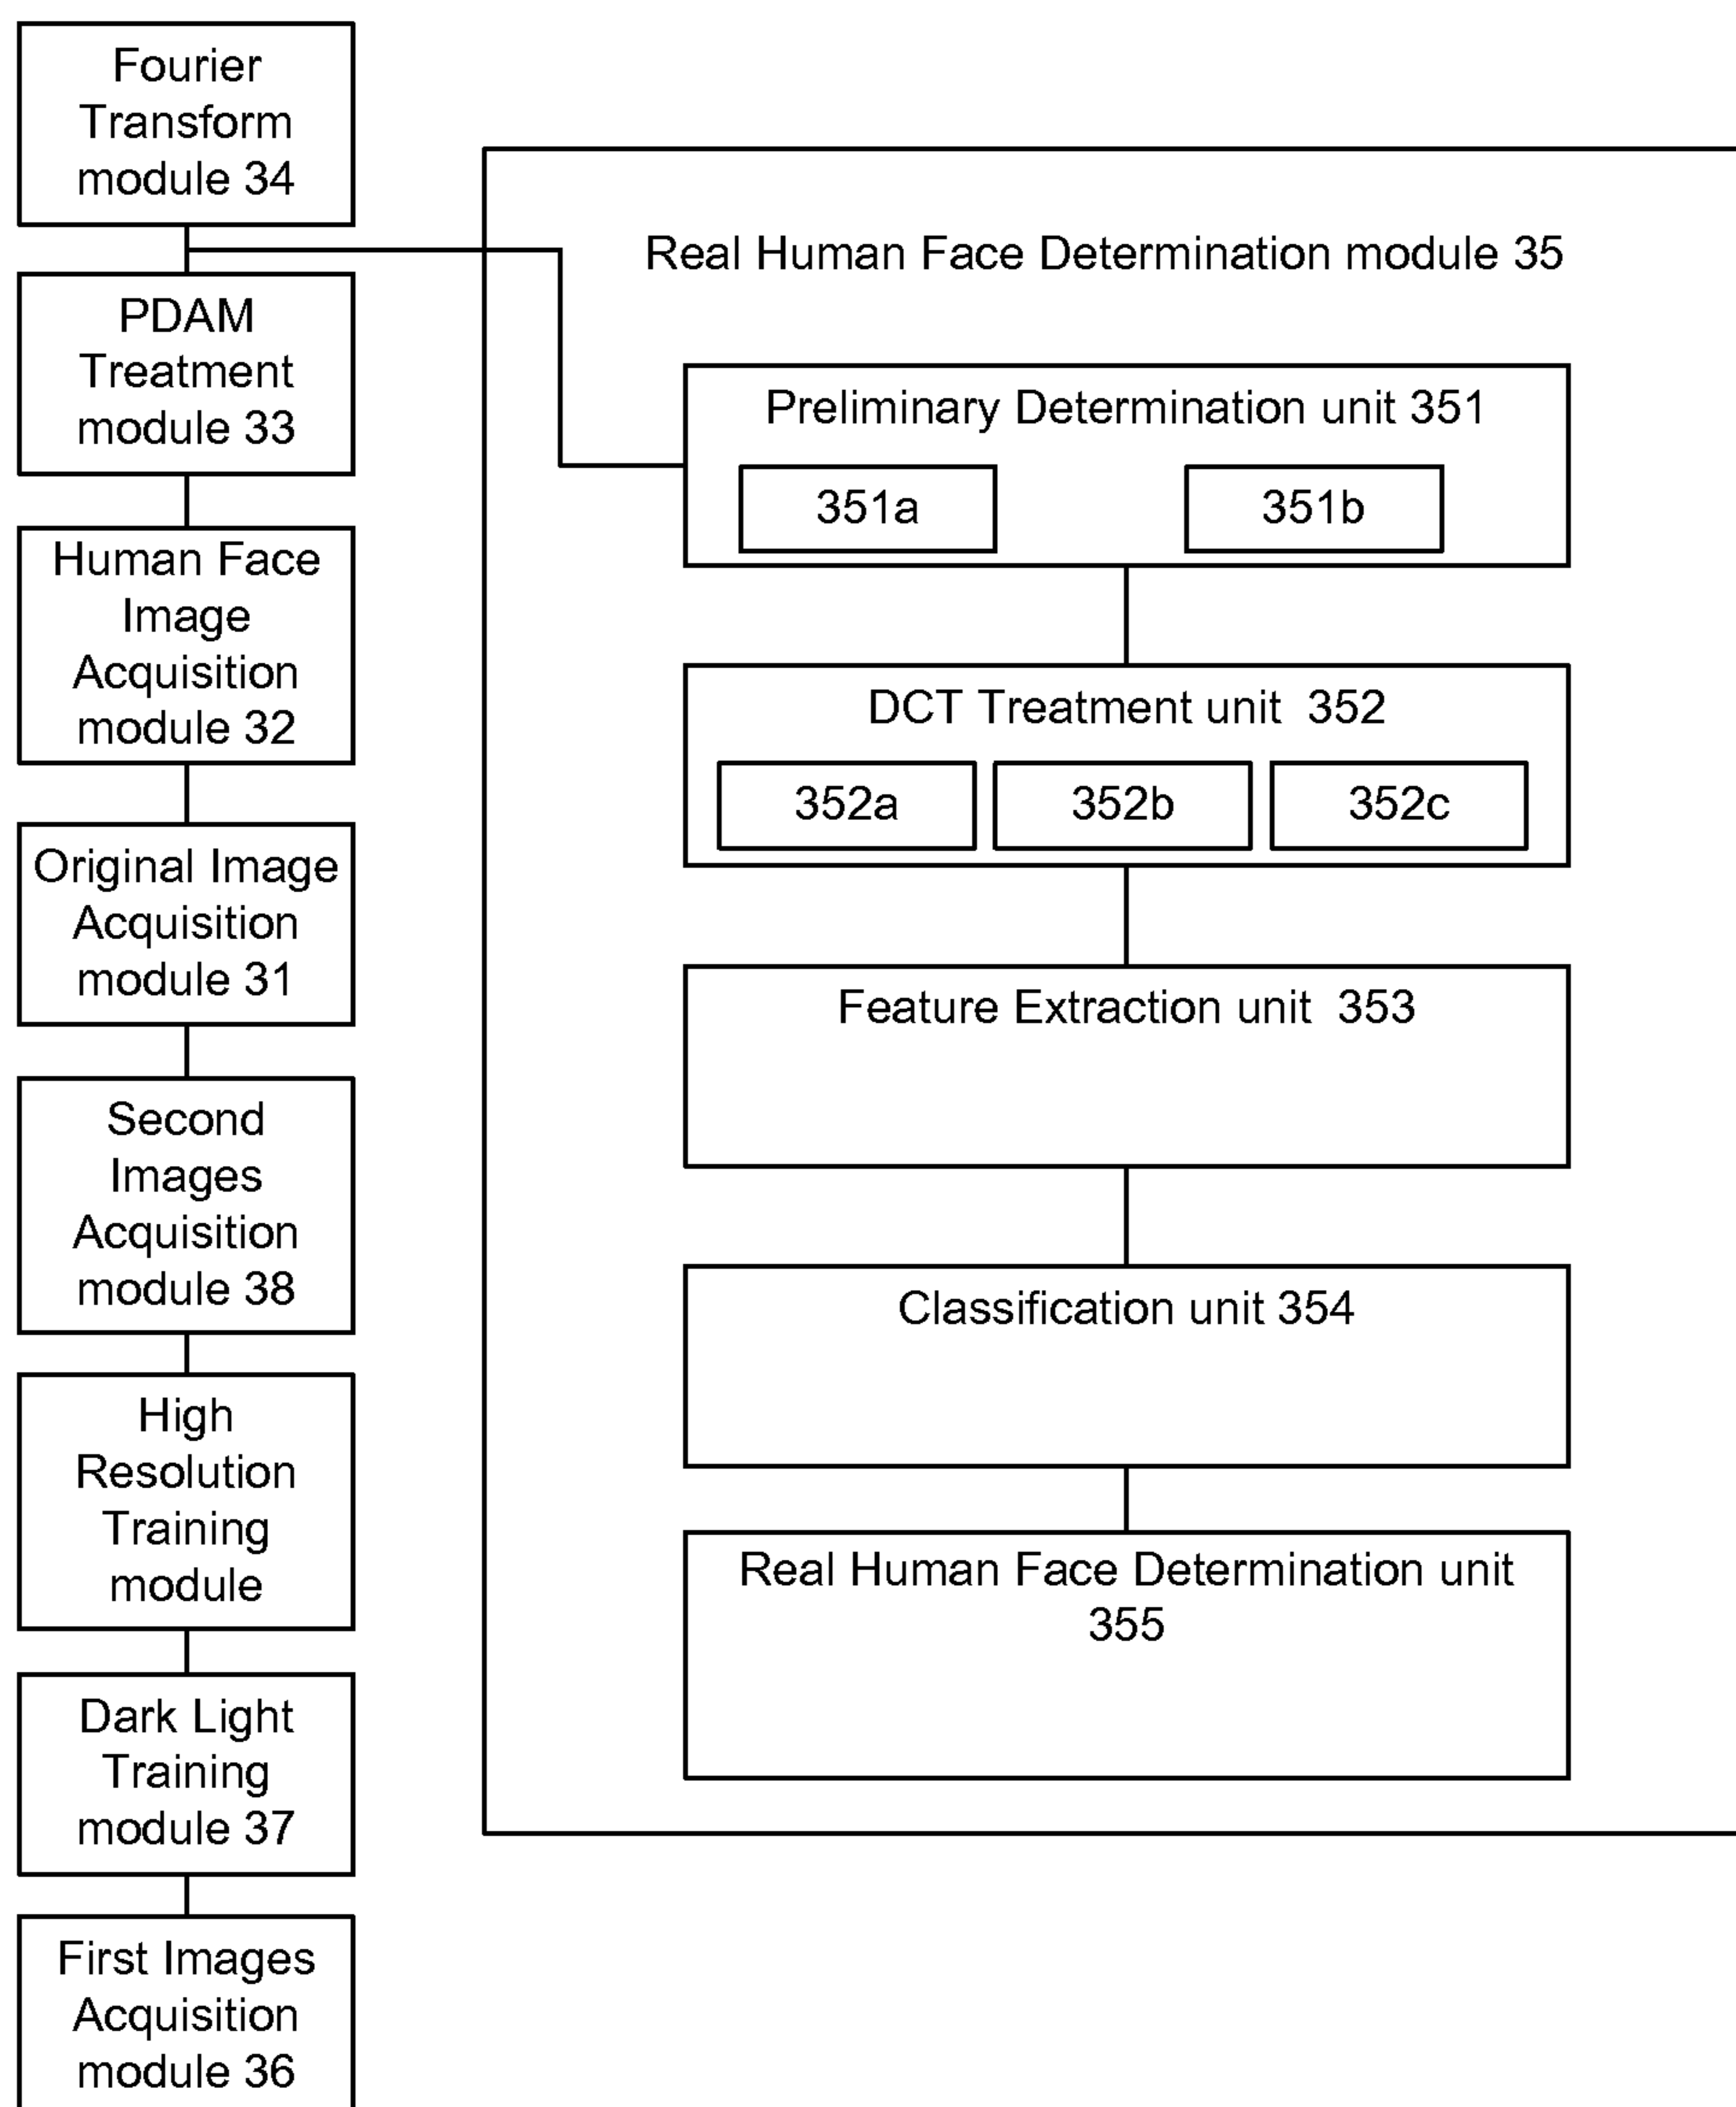 Fourier
Transform
module 34
PDAM
Treatment
module 33
Human Face
Image
Acquisition
module 32
Original Image
Acquisition
module 31
Second
Images
Acquisition
module 38
High
Resolution
Training
module
Dark Light
Training
module 37
First Images
Acquisition
module 36
Real Human Face Determination module 35
Preliminary Determination unit 351
351a
351b
DCT Treatment unit 352
352a
352b
352c
Feature Extraction unit 353
Classification unit 354
Real Human Face Determination unit
355